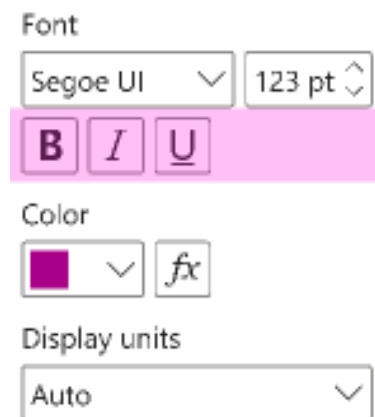 Font
Segoe UI 123 pt
B I U
Color
fx
Display units
Auto